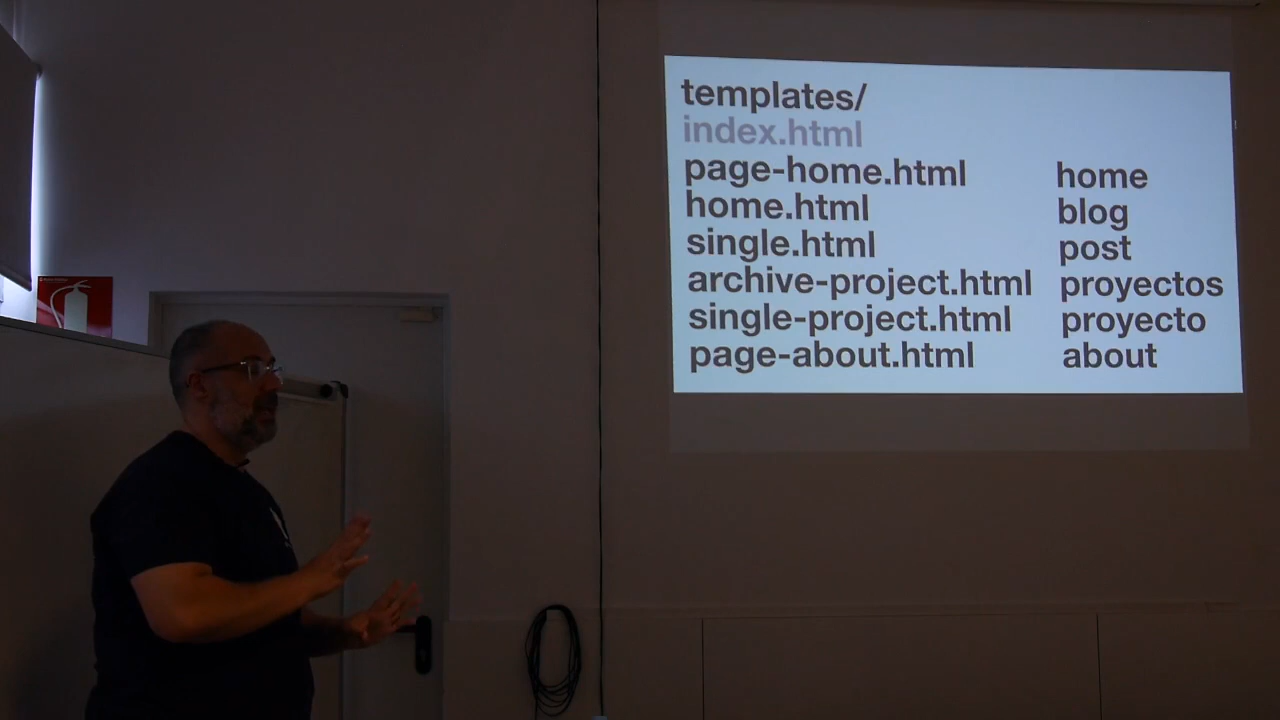 templates/
index.html
page-home.html home
home.html blog
single.html post
archive-project.html proyectos
single-project.html proyecto
page-about.html about